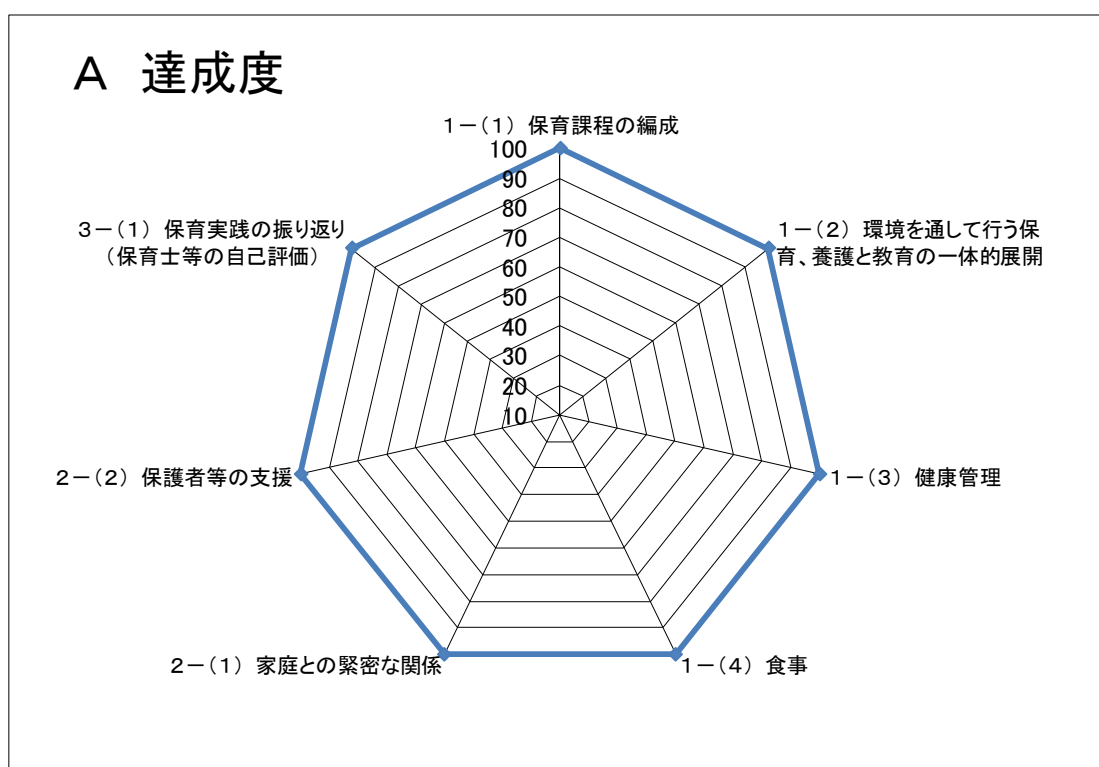 A 達成度
1-(1) 保育課程の編成
100
90
80
70
60
50
40
30
20
10
1-(2) 環境を通して行う保
育、養護と教育の一体的展開
1-(3) 健康管理
1-(4) 食事
2-(1) 家庭との緊密な関係
2-(2) 保護者等の支援
3-(1) 保育実践の振り返り
(保育士等の自己評価)